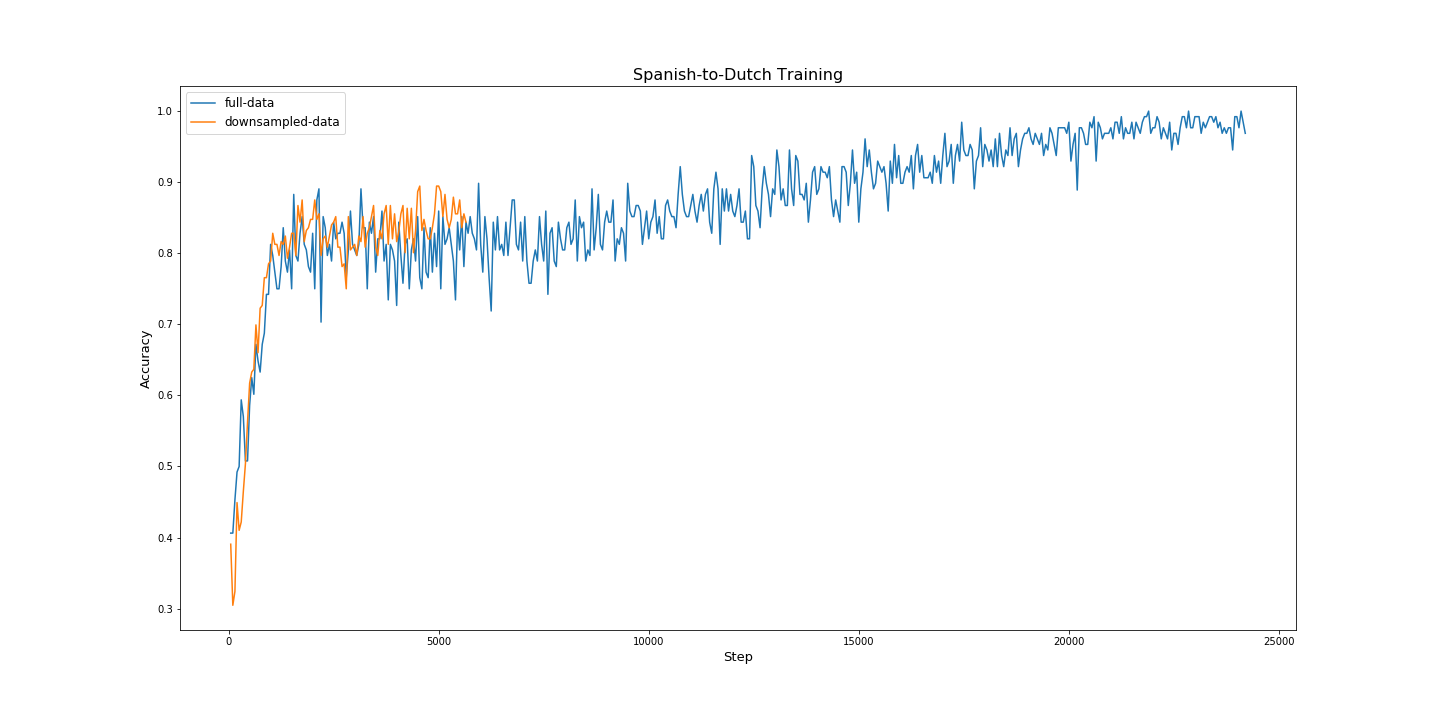 Spanish-to-Dutch Training
full-data
downsampled-data
Accuracy
1.0
0.9
0.8
0.7
0.6
0.5
0.4
0.3
0 5000 10000 15000 20000 25000
Step